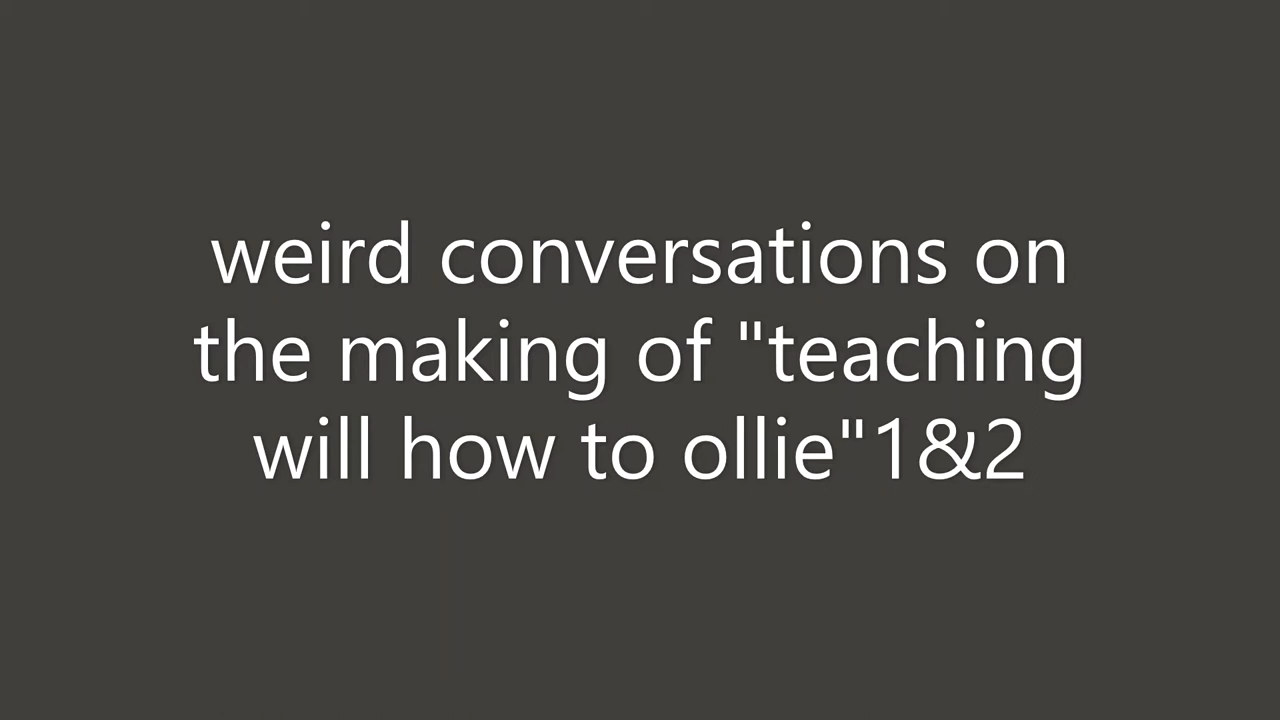 weird conversations on
the making of "teaching
will how to ollie"1&2